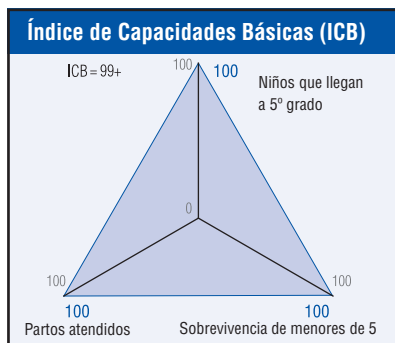 Índice de Capacidades Básicas (ICB)
ICB = 99+
100
100
Niños que llegan
a 5º grado
0
100
100
100
100
Partos atendidos
Sobrevivencia de menores de 5